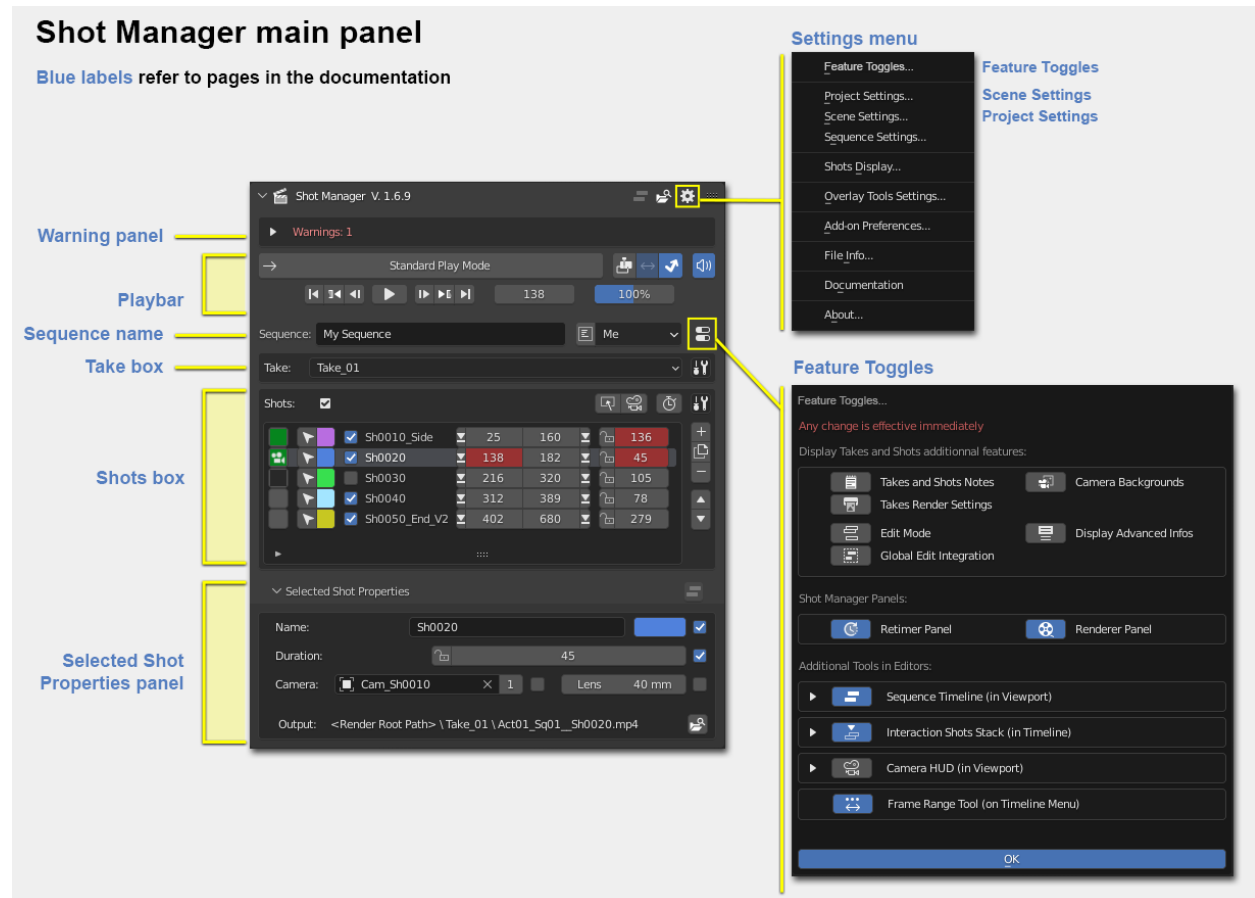 Shot Manager main panel
Blue labels refer to pages in the documentation
Settings menu
Feature Toggles...
Feature Toggles
Project Settings...
Scene Settings
Scene Settings...
Project Settings
Sequence Settings...
Shots Display...
Overlay Tools Settings...
Add-on Preferences...
File Info...
Documentation
About...
Shot Manager V. 1.6.9
Warning panel
Warnings: 1
Playbar
Standard Play Mode
138
100%
Sequence name
Sequence: My Sequence
Me
Take box
Take: Take_01
Shots box
Shots:
Sh0010_Side 25 160 136
Sh0020 138 182 45
Sh0030 216 320 105
Sh0040 312 389 78
Sh0050_End_V2 402 680 279
Selected Shot
Properties panel
Selected Shot Properties
Name: Sh0020
Duration: 45
Camera: Cam_Sh0010 1 Lens 40 mm
Output: <Render Root Path> \ Take_01 \ Act01_Sq01__Sh0020.mp4
Feature Toggles
Feature Toggles...
Any change is effective immediately
Display Takes and Shots additionnal features:
Takes and Shots Notes
Camera Backgrounds
Takes Render Settings
Edit Mode
Display Advanced Infos
Global Edit Integration
Shot Manager Panels:
Retimer Panel
Renderer Panel
Additional Tools in Editors:
Sequence Timeline (in Viewport)
Interaction Shots Stack (in Timeline)
Camera HUD (in Viewport)
Frame Range Tool (on Timeline Menu)
OK